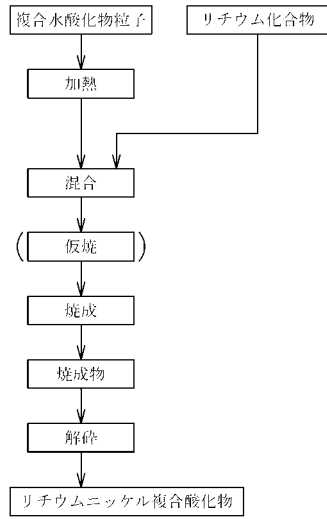 複合水酸化物粒子
リチウム化合物
加熱
混合
(仮焼)
焼成
焼成物
解砕
リチウムニッケル複合酸化物